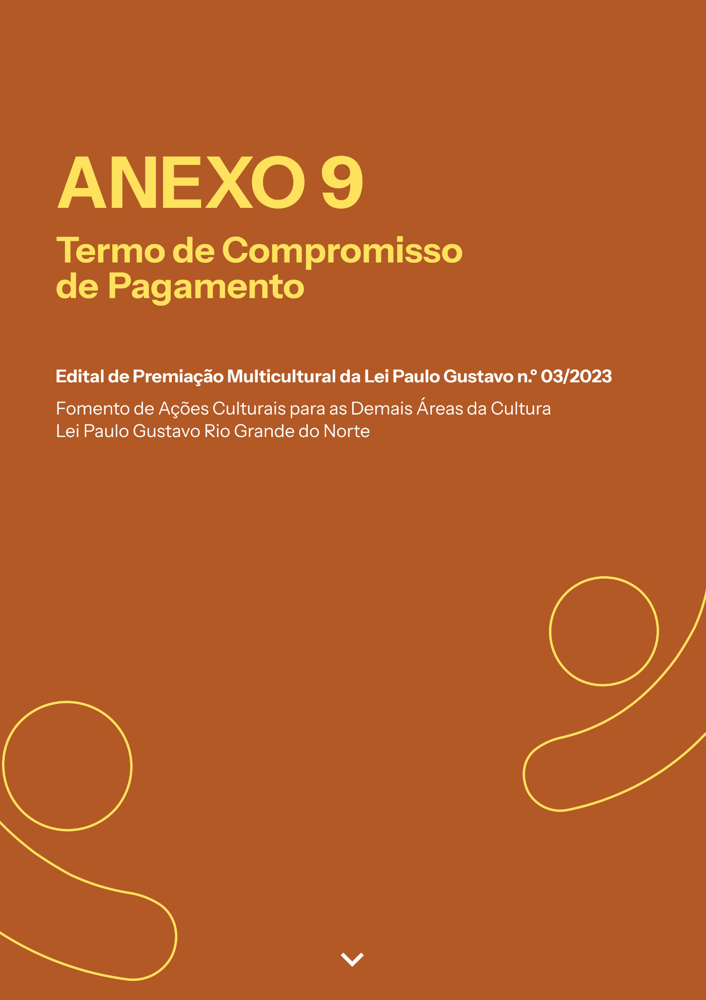 ANEXO 9
Termo de Compromisso
de Pagamento
Edital de Premiação Multicultural da Lei Paulo Gustavo n.º 03/2023
Fomento de Ações Culturais para as Demais Áreas da Cultura
Lei Paulo Gustavo Rio Grande do Norte